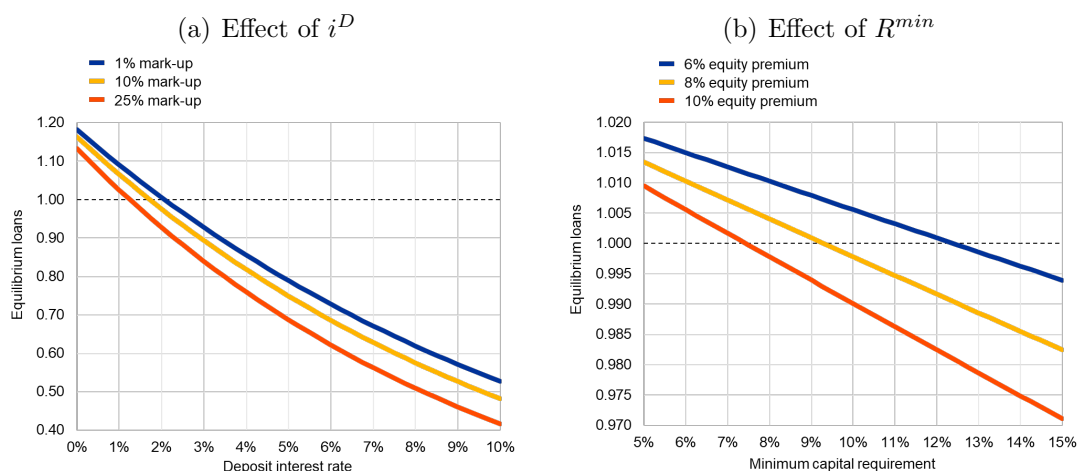 (a) Effect of i^D
1% mark-up
10% mark-up
25% mark-up
Equilibrium loans
1.20
1.10
1.00
0.90
0.80
0.70
0.60
0.50
0.40
0% 1% 2% 3% 4% 5% 6% 7% 8% 9% 10%
Deposit interest rate
(b) Effect of R^min
6% equity premium
8% equity premium
10% equity premium
Equilibrium loans
1.020
1.015
1.010
1.005
1.000
0.995
0.990
0.985
0.980
0.975
0.970
5% 6% 7% 8% 9% 10% 11% 12% 13% 14% 15%
Minimum capital requirement